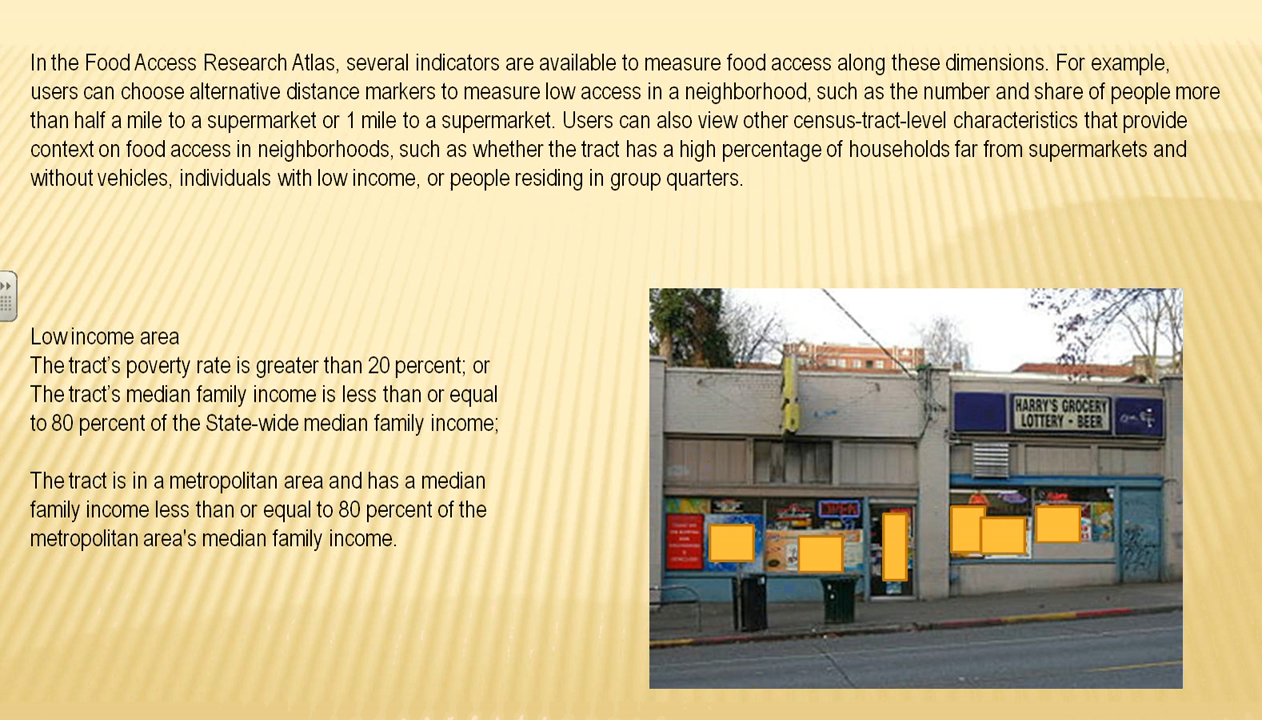 In the Food Access Research Atlas, several indicators are available to measure food access along these dimensions. For example,
users can choose alternative distance markers to measure low access in a neighborhood, such as the number and share of people more
than half a mile to a supermarket or 1 mile to a supermarket. Users can also view other census-tract-level characteristics that provide
context on food access in neighborhoods, such as whether the tract has a high percentage of households far from supermarkets and
without vehicles, individuals with low income, or people residing in group quarters.
Low income area
The tract’s poverty rate is greater than 20 percent; or
The tract’s median family income is less than or equal
to 80 percent of the State-wide median family income;
The tract is in a metropolitan area and has a median
family income less than or equal to 80 percent of the
metropolitan area's median family income.
HARRY'S GROCERY
LOTTERY - BEER
OPEN